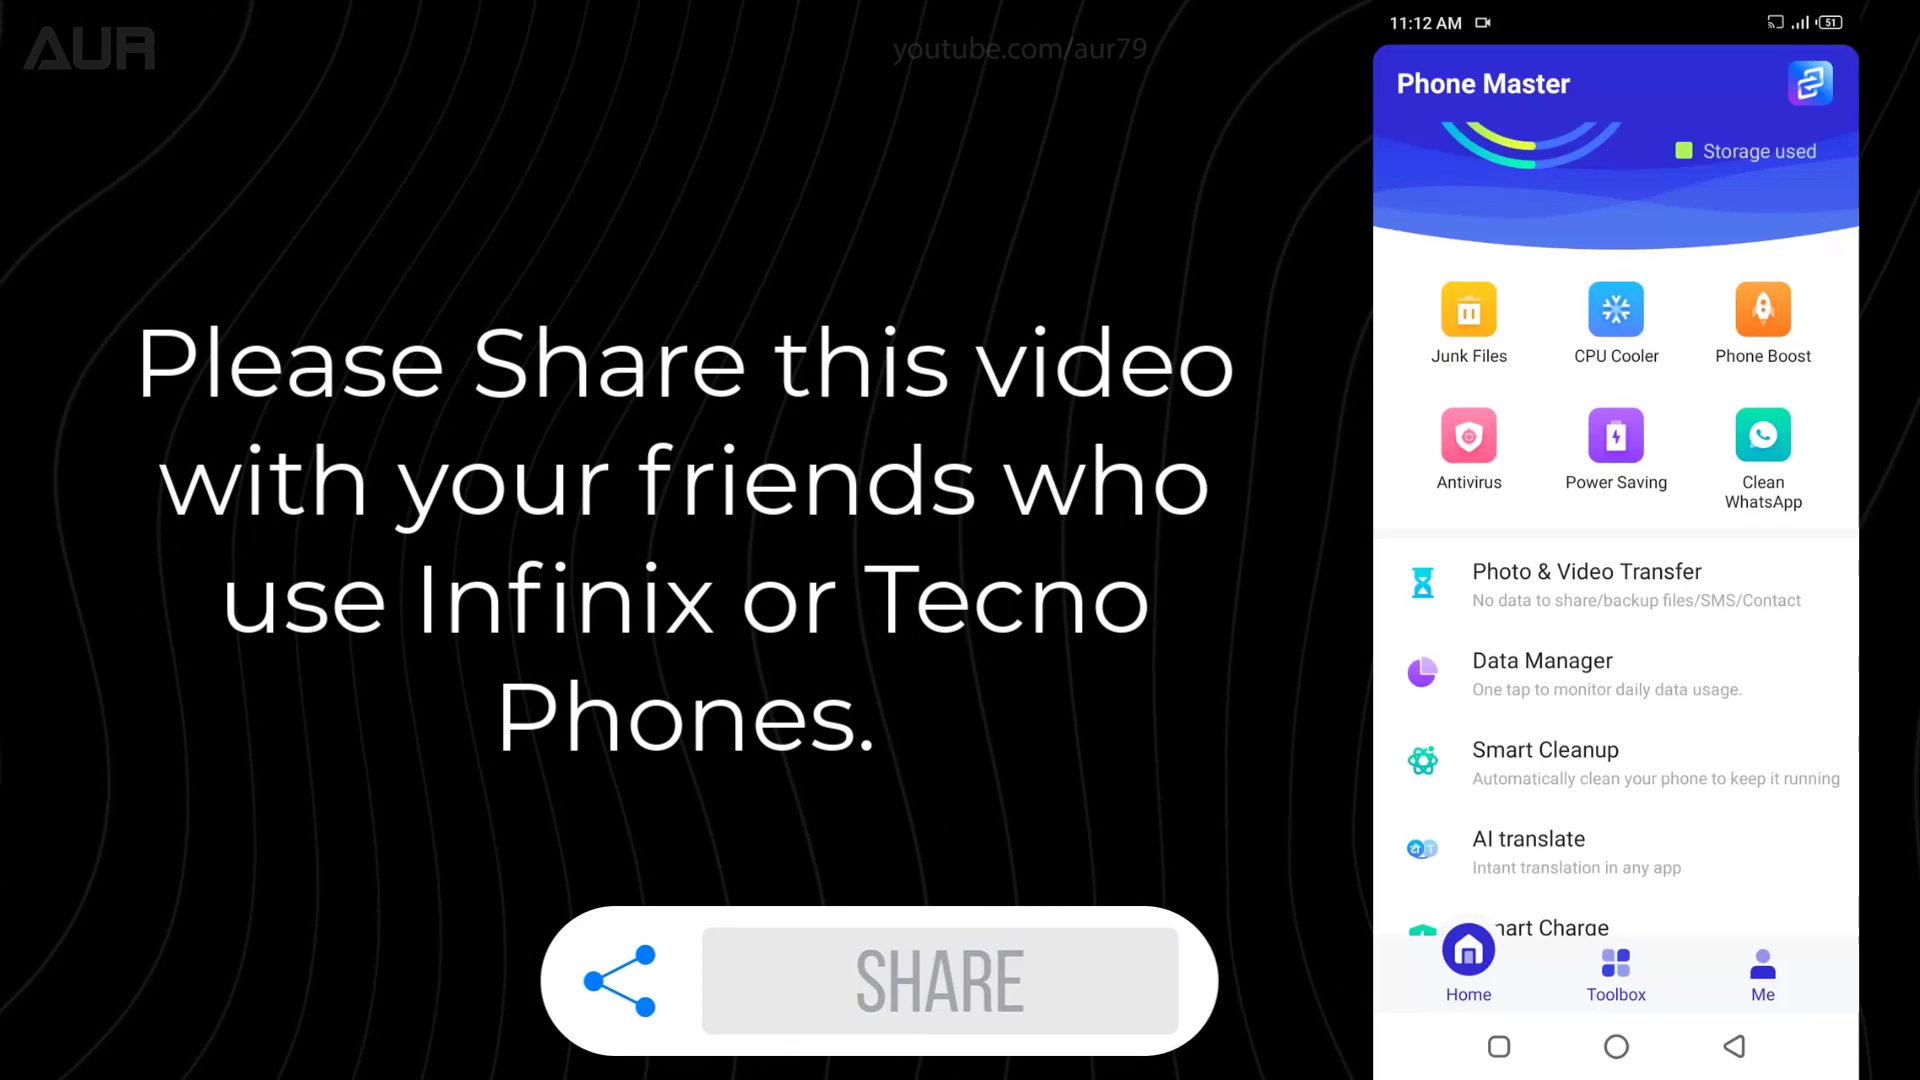 AUR
youtube.com/aur79
Please Share this video
with your friends who
use Infinix or Tecno
Phones.
SHARE
11:12 AM
51
Phone Master
Storage used
Junk Files
CPU Cooler
Phone Boost
Antivirus
Power Saving
Clean
WhatsApp
Photo & Video Transfer
No data to share/backup files/SMS/Contact
Data Manager
One tap to monitor daily data usage.
Smart Cleanup
Automatically clean your phone to keep it running
AI translate
Intant translation in any app
mart Charge
Home
Toolbox
Me